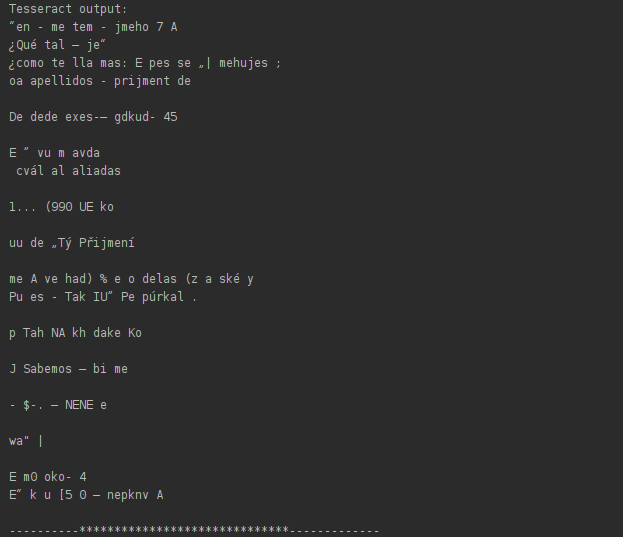 Tesseract output:
“en - me tem - jmeho 7 A
¿Qué tal — je“
¿como te lla mas: E pes se „| mehujes ;
oa apellidos - prijment de
De dede exes-— gdkud- 45
E “ vu m avda
cvál al aliadas
l... (990 UE ko
uu de „Tý Příjmení
me A ve had) % e o delas (z a ské y
Pu es - Tak IU“ Pe púrkal .
p Tah NA kh dake Ko
J Sabemos — bi me
- $-. — NENE e
wa" |
E m0 oko- 4
E“ k u [5 0 — nepknv A
----------******************************-------------